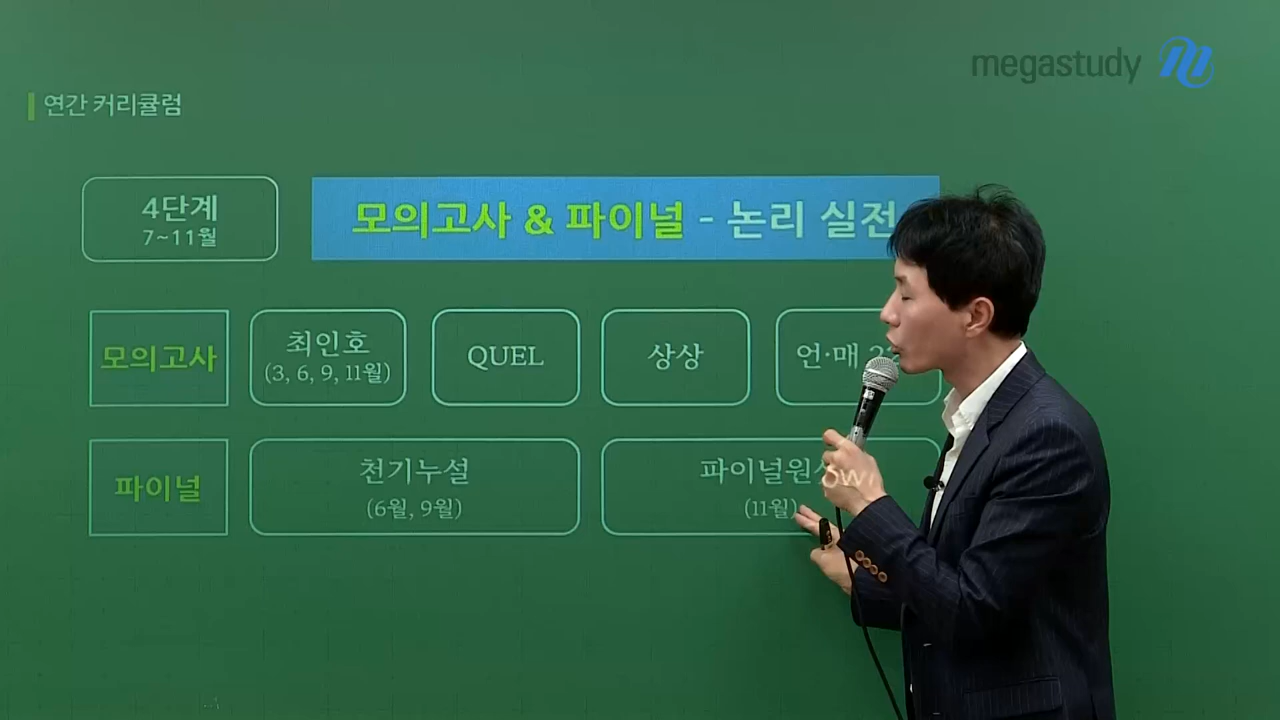 megastudy
연간 커리큘럼
4단계
7~11월
모의고사 & 파이널 - 논리 실전
모의고사
최인호
(3, 6, 9, 11월)
QUEL
상상
언·매
파이널
천기누설
(6월, 9월)
(11월)